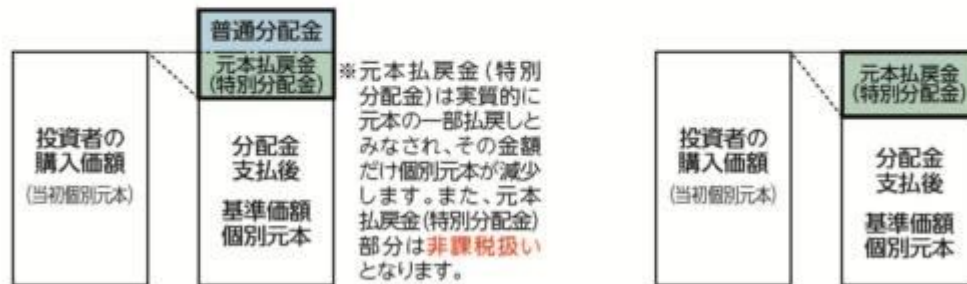 普通分配金
元本払戻金
(特別分配金)
投資者の
購入価額
(当初個別元本)
分配金
支払後
基準価額
個別元本
※元本払戻金(特別
分配金)は実質的に
元本の一部払戻しと
みなされ、その金額
だけ個別元本が減少
します。また、元本
払戻金(特別分配金)
部分は非課税扱い
となります。
元本払戻金
(特別分配金)
投資者の
購入価額
(当初個別元本)
分配金
支払後
基準価額
個別元本